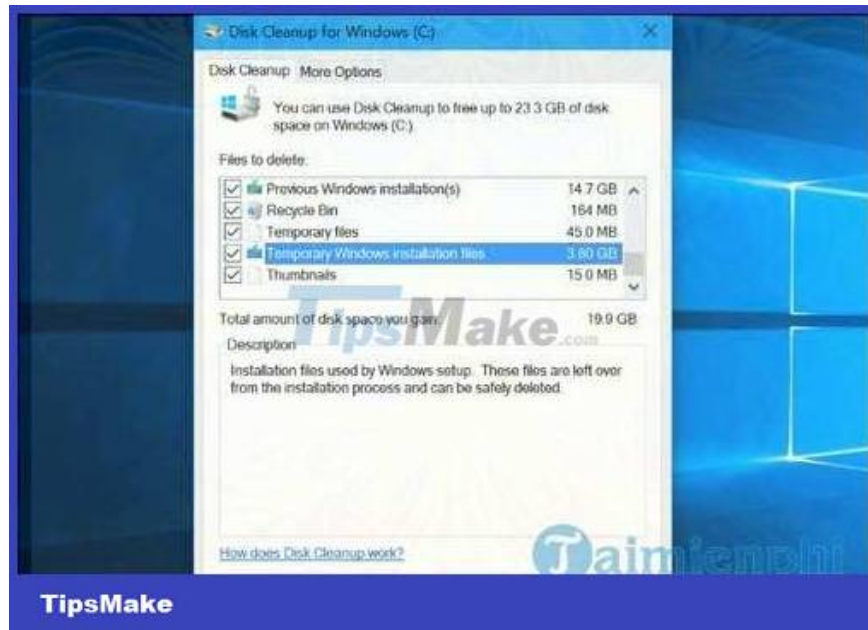 Disk Cleanup for Windows (C:)
Disk Cleanup More Options
You can use Disk Cleanup to free up to 23.3 GB of disk
space on Windows (C:)
Files to delete:
Previous Windows installation(s) 14.7 GB
Recycle Bin 164 MB
Temporary files 45.0 MB
Temporary Windows installation files 3.80 GB
Thumbnails 15.0 MB
Total amount of disk space you gain: 19.9 GB
TipsMake.com
Description
Installation files used by Windows setup. These files are left over
from the installation process and can be safely deleted.
How does Disk Cleanup work?
Taimienphi
TipsMake